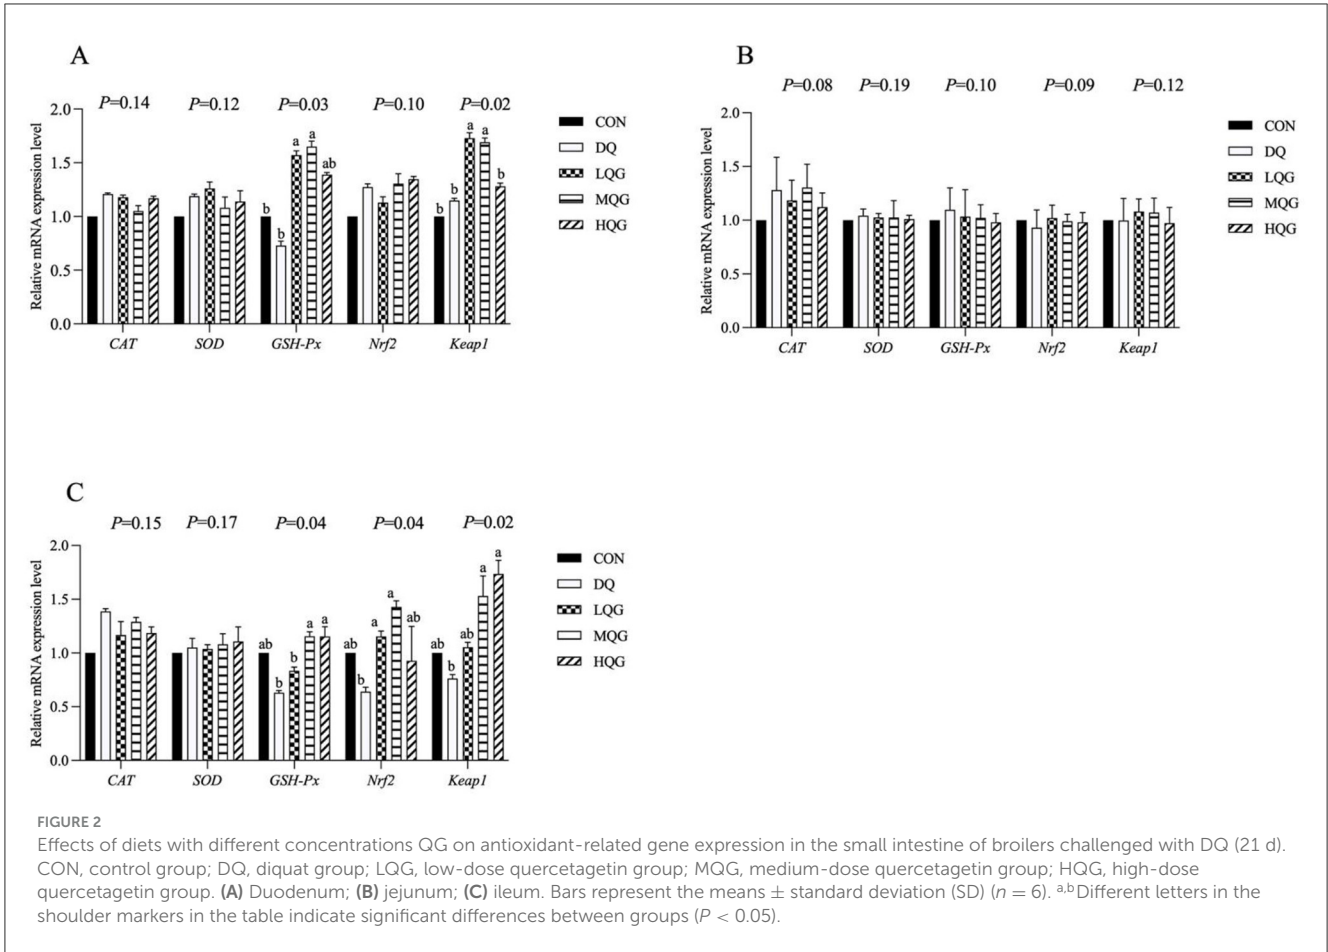 A
P=0.14 P=0.12 P=0.03 P=0.10 P=0.02
Relative mRNA expression level
2.0
1.5
1.0
0.5
0.0
b b a a ab
b b a a b
CAT SOD GSH-Px Nrf2 Keap1
CON
DQ
LQG
MQG
HQG
B
P=0.08 P=0.19 P=0.10 P=0.09 P=0.12
Relative mRNA expression level
2.0
1.5
1.0
0.5
0.0
CAT SOD GSH-Px Nrf2 Keap1
CON
DQ
LQG
MQG
HQG
C
P=0.15 P=0.17 P=0.04 P=0.04 P=0.02
Relative mRNA expression level
2.0
1.5
1.0
0.5
0.0
ab b b a a
ab b a a ab
ab b ab a a
CAT SOD GSH-Px Nrf2 Keap1
CON
DQ
LQG
MQG
HQG
FIGURE 2
Effects of diets with different concentrations QG on antioxidant-related gene expression in the small intestine of broilers challenged with DQ (21 d).
CON, control group; DQ, diquat group; LQG, low-dose quercetagetin group; MQG, medium-dose quercetagetin group; HQG, high-dose
quercetagetin group. (A) Duodenum; (B) jejunum; (C) ileum. Bars represent the means ± standard deviation (SD) (n = 6). a,bDifferent letters in the
shoulder markers in the table indicate significant differences between groups (P < 0.05).